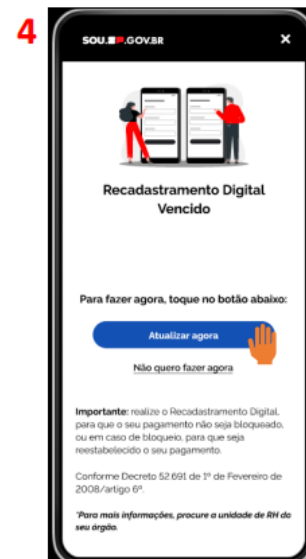 4
SOU.SP.GOV.BR ×
Recadastramento Digital
Vencido
Para fazer agora, toque no botão abaixo:
Atualizar agora
Não quero fazer agora
Importante: realize o Recadastramento Digital,
para que o seu pagamento não seja bloqueado,
ou em caso de bloqueio, para que seja
reestabelecido o seu pagamento.
Conforme Decreto 52.691 de 1º de Fevereiro de
2008/artigo 6º.
*Para mais informações, procure a unidade de RH do
seu órgão.